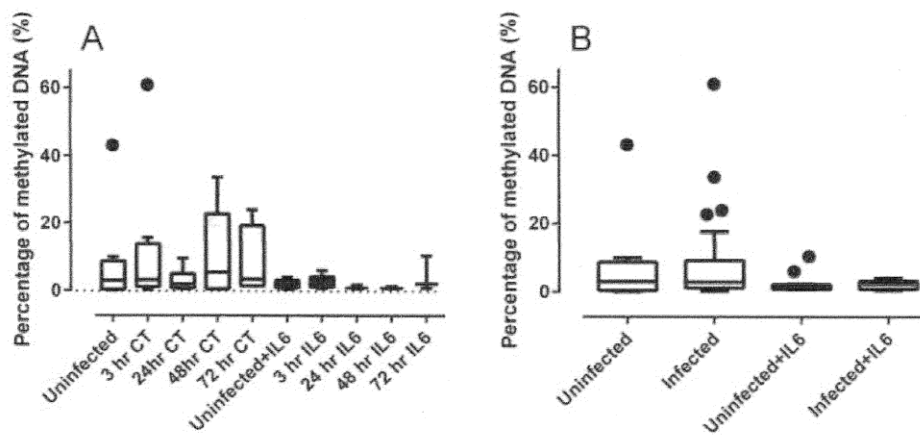 A
Percentage of methylated DNA (%)
60
40
20
0
Uninfected
3 hr CT
24hr CT
48hr CT
72 hr CT
Uninfected+IL6
3 hr IL6
24 hr IL6
48 hr IL6
72 hr IL6
B
Percentage of methylated DNA (%)
60
40
20
0
Uninfected
Infected
Uninfected+IL6
Infected+IL6